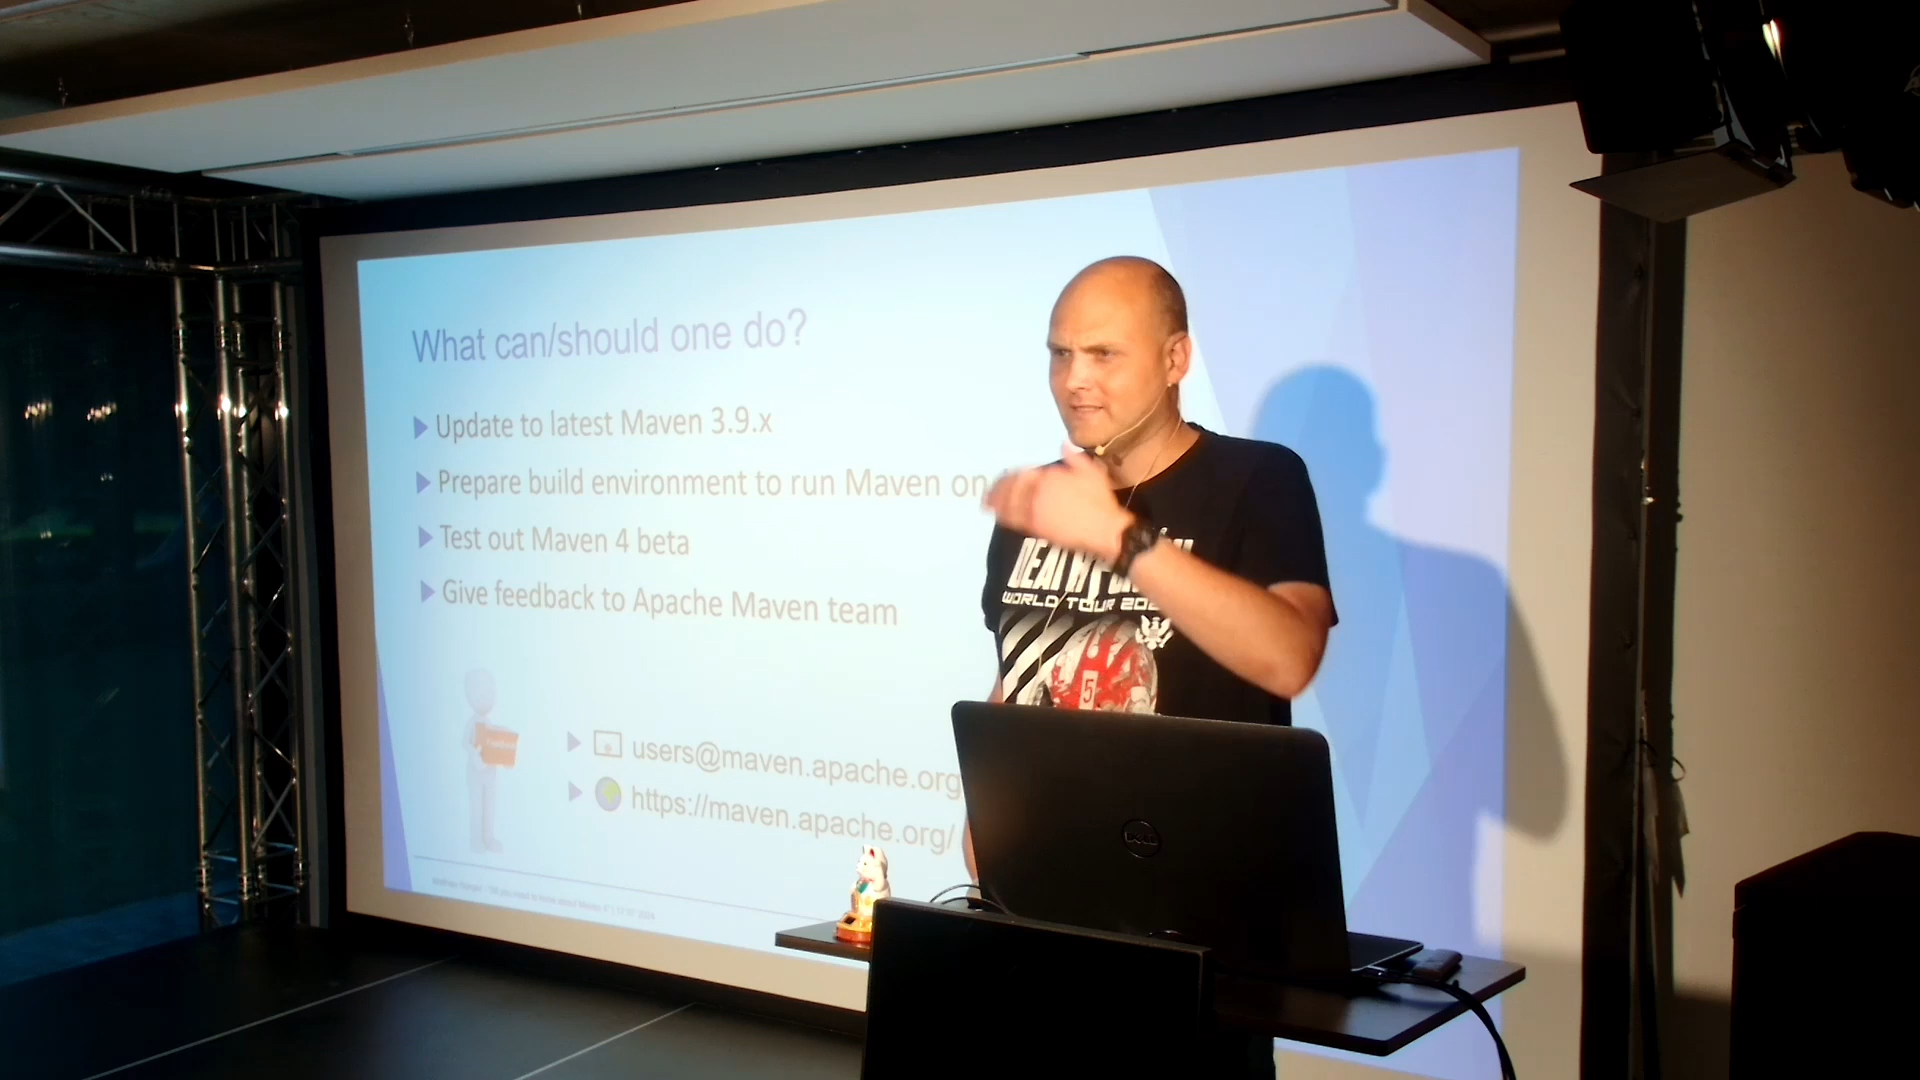 What can/should one do?
Update to latest Maven 3.9.x
Prepare build environment to run Maven on
Test out Maven 4 beta
Give feedback to Apache Maven team
users@maven.apache.org
https://maven.apache.org/
WORLD TOUR
5
DELL